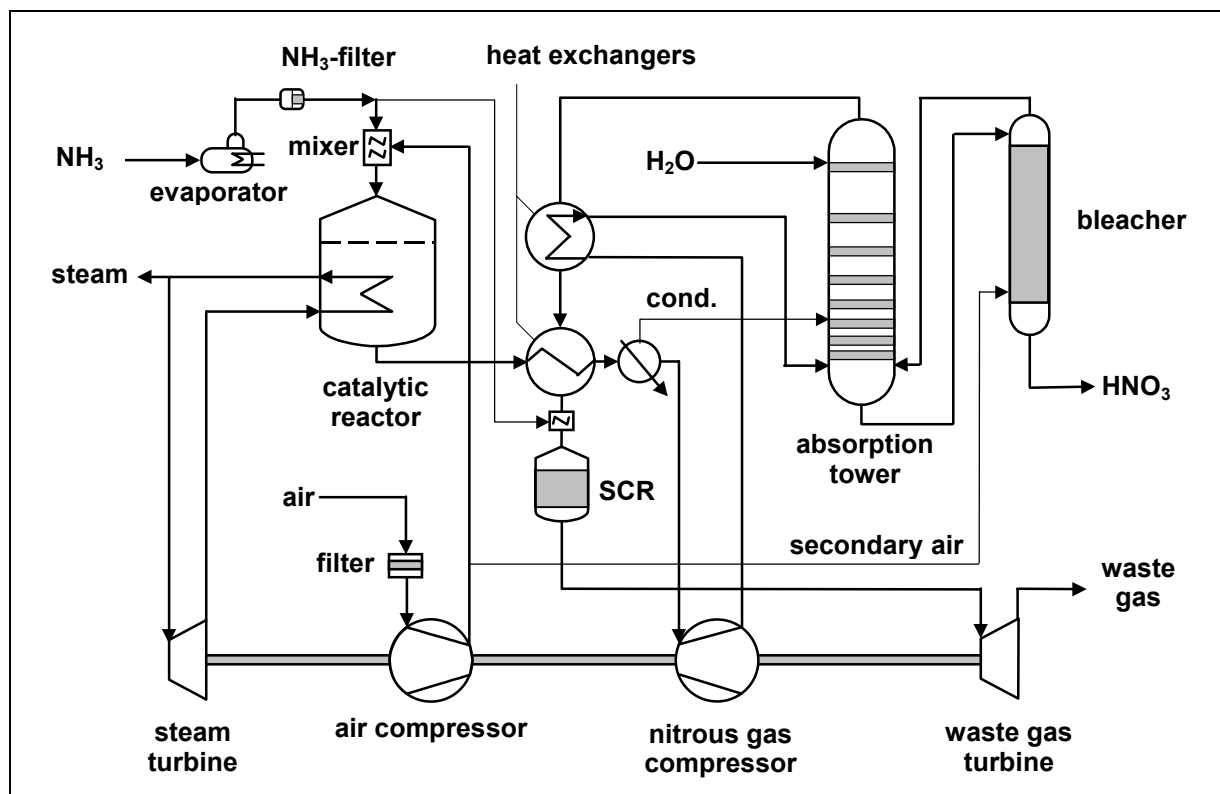 NH₃-filter
heat exchangers
mixer
NH₃
evaporator
H₂O
bleacher
steam
cond.
catalytic
reactor
HNO₃
absorption
tower
SCR
air
filter
secondary air
waste
gas
steam
turbine
air compressor
nitrous gas
compressor
waste gas
turbine